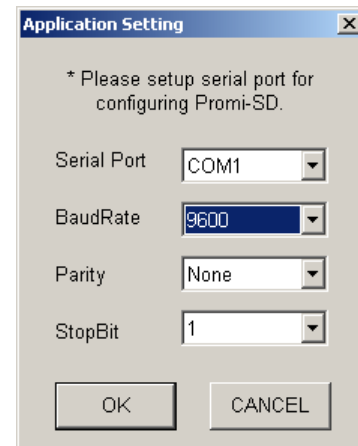 Application Setting
* Please setup serial port for
configuring Promi-SD.
Serial Port COM1
BaudRate 9600
Parity None
StopBit 1
OK CANCEL